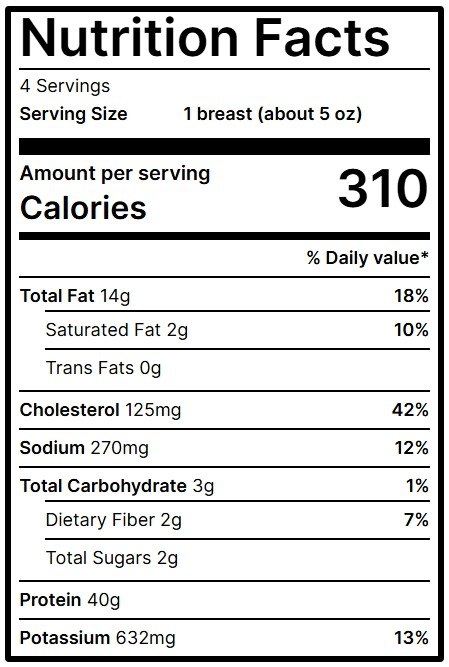 Nutrition Facts
4 Servings
Serving Size 1 breast (about 5 oz)
Amount per serving
Calories 310
% Daily value*
Total Fat 14g 18%
Saturated Fat 2g 10%
Trans Fats 0g
Cholesterol 125mg 42%
Sodium 270mg 12%
Total Carbohydrate 3g 1%
Dietary Fiber 2g 7%
Total Sugars 2g
Protein 40g
Potassium 632mg 13%